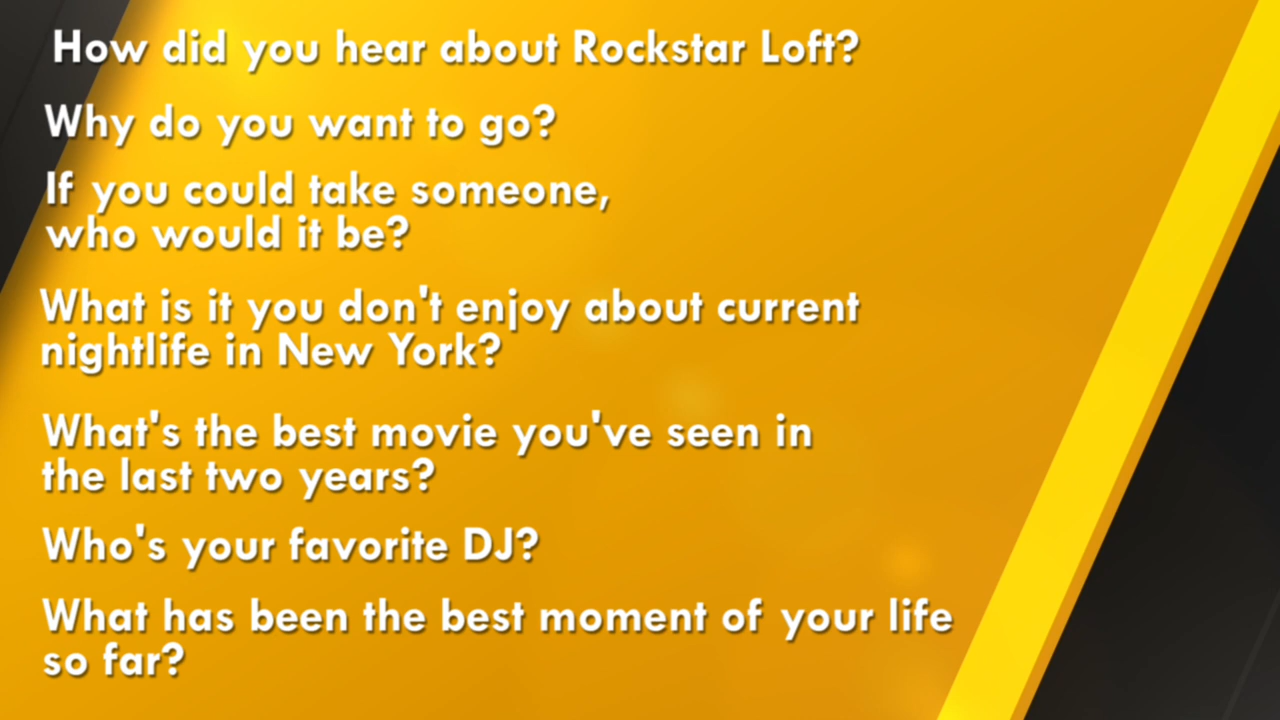 How did you hear about Rockstar Loft?
Why do you want to go?
If you could take someone,
who would it be?
What is it you don't enjoy about current
nightlife in New York?
What's the best movie you've seen in
the last two years?
Who's your favorite DJ?
What has been the best moment of your life
so far?